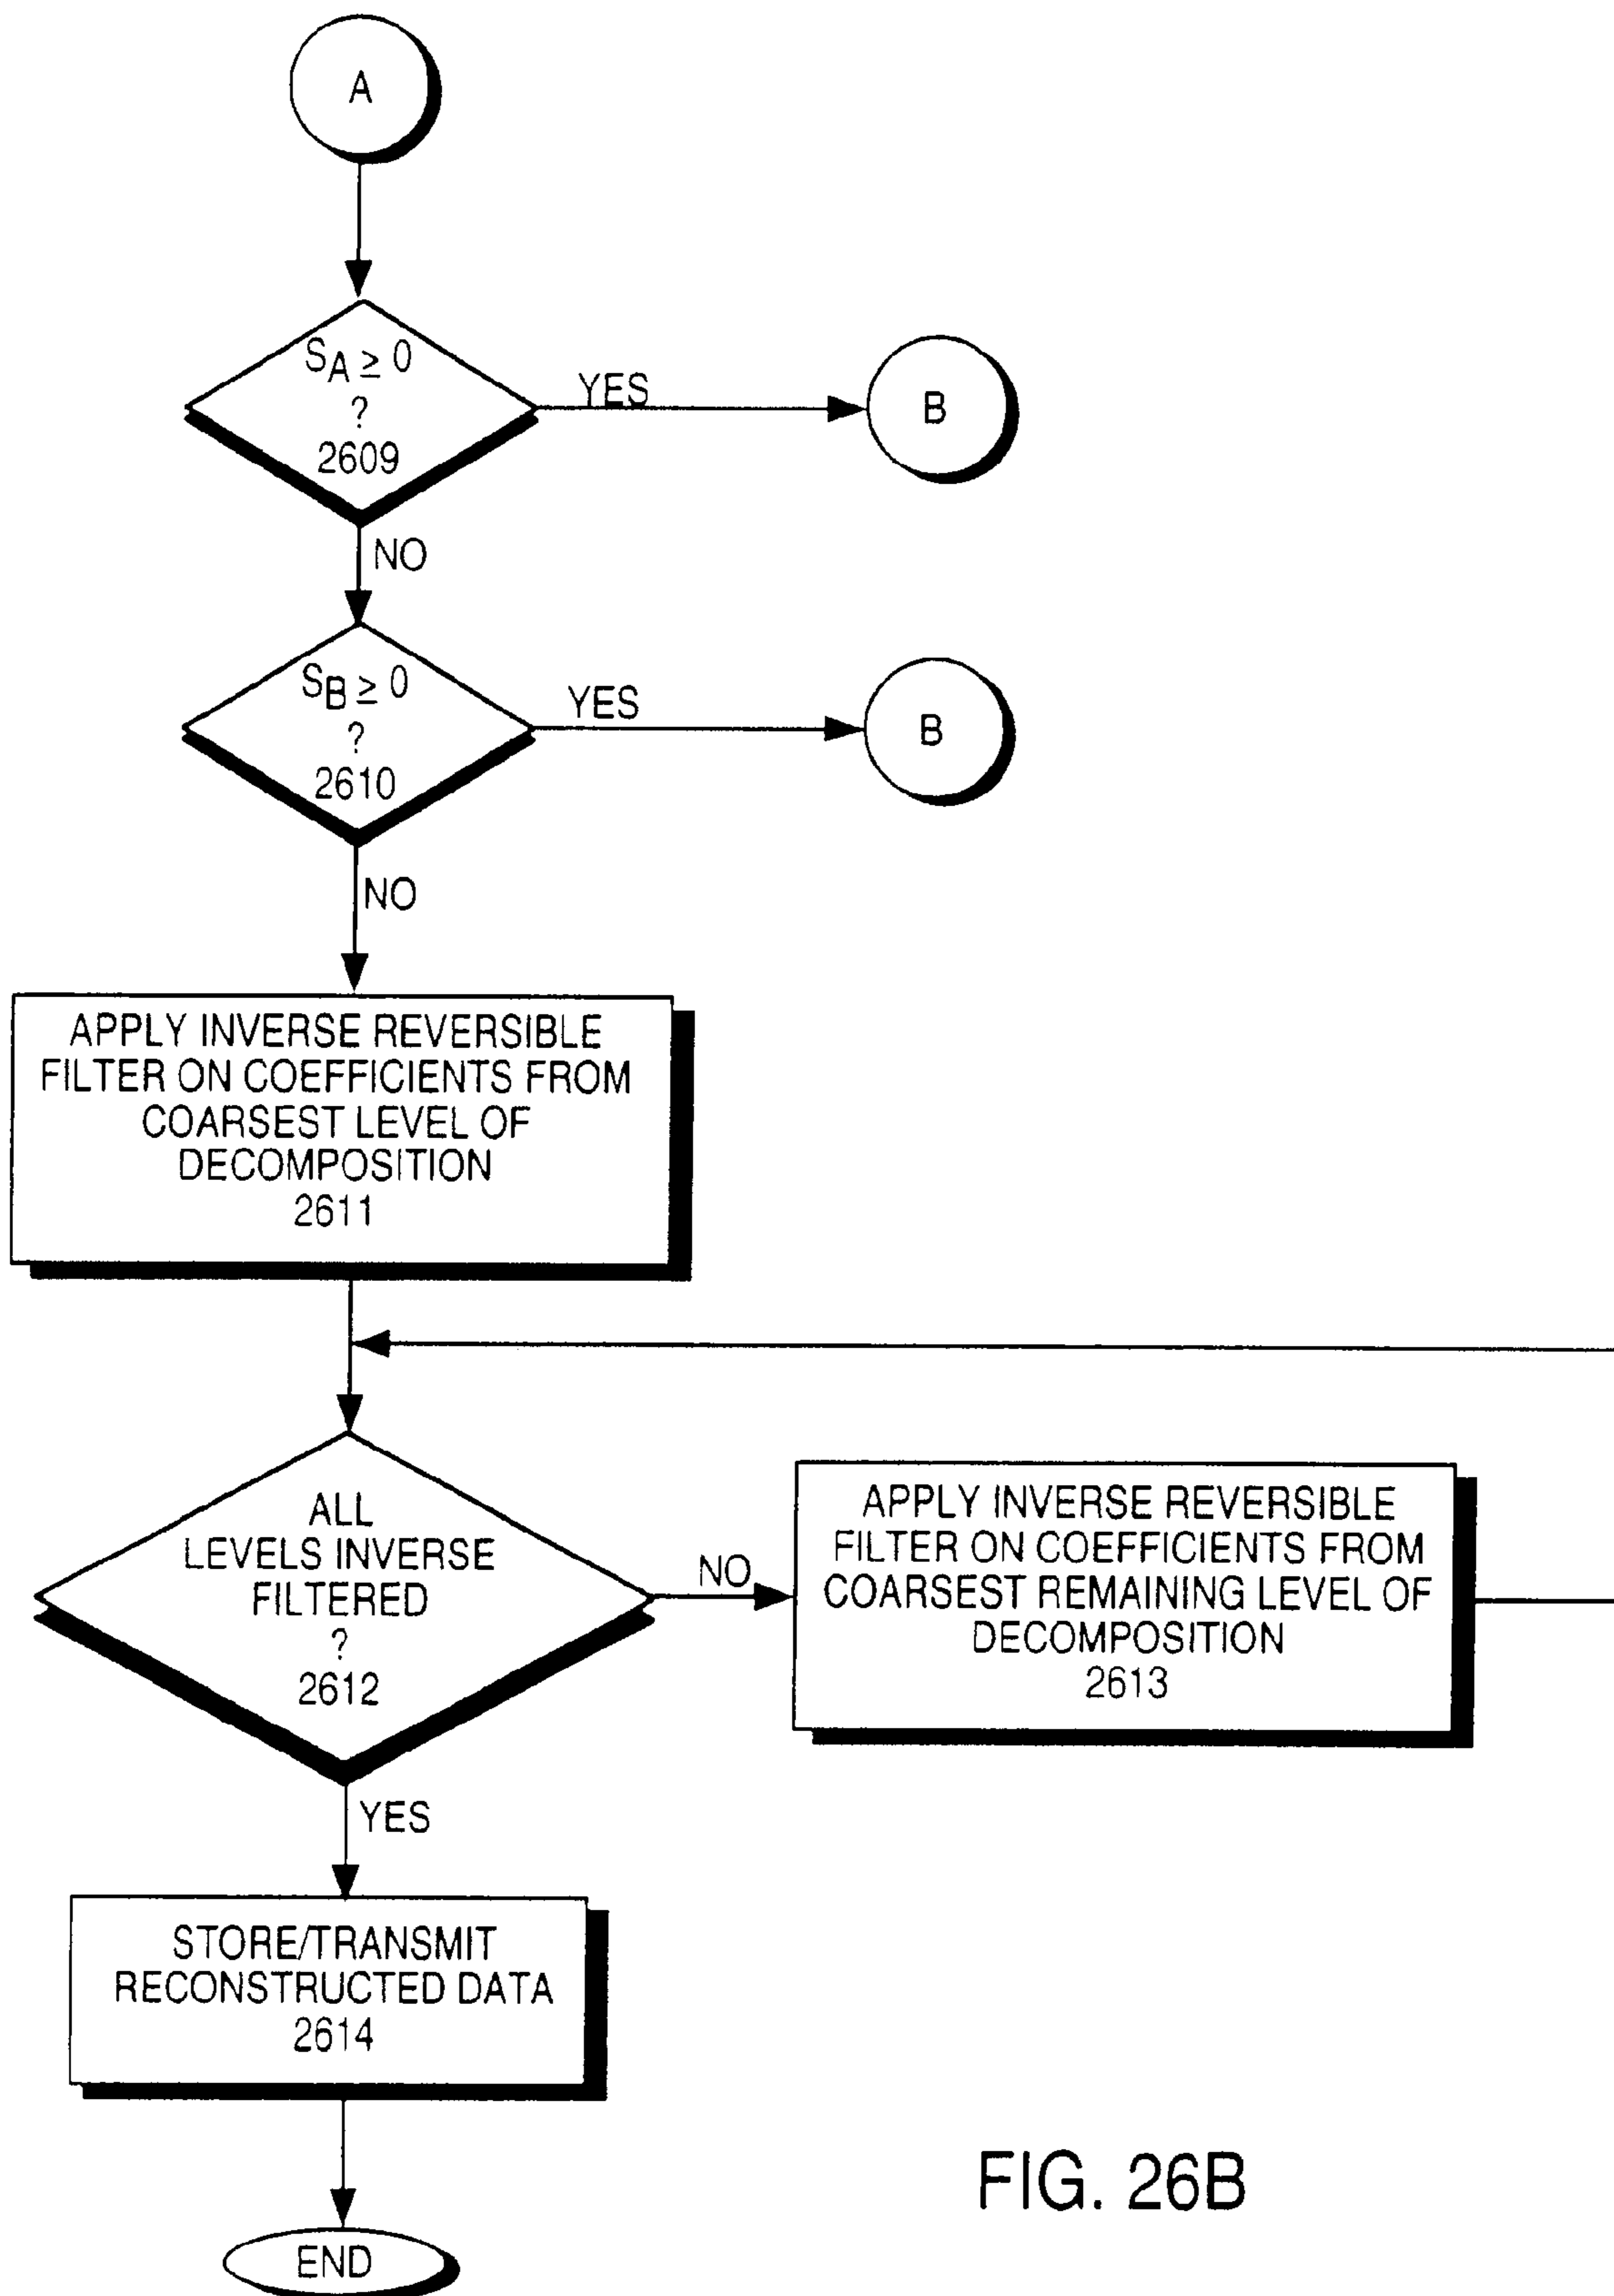 A
SA ≥ 0
?
2609
YES
B
NO
SB ≥ 0
?
2610
YES
B
NO
APPLY INVERSE REVERSIBLE
FILTER ON COEFFICIENTS FROM
COARSEST LEVEL OF
DECOMPOSITION
2611
ALL
LEVELS INVERSE
FILTERED
?
2612
NO
APPLY INVERSE REVERSIBLE
FILTER ON COEFFICIENTS FROM
COARSEST REMAINING LEVEL OF
DECOMPOSITION
2613
YES
STORE/TRANSMIT
RECONSTRUCTED DATA
2614
END
FIG. 26B